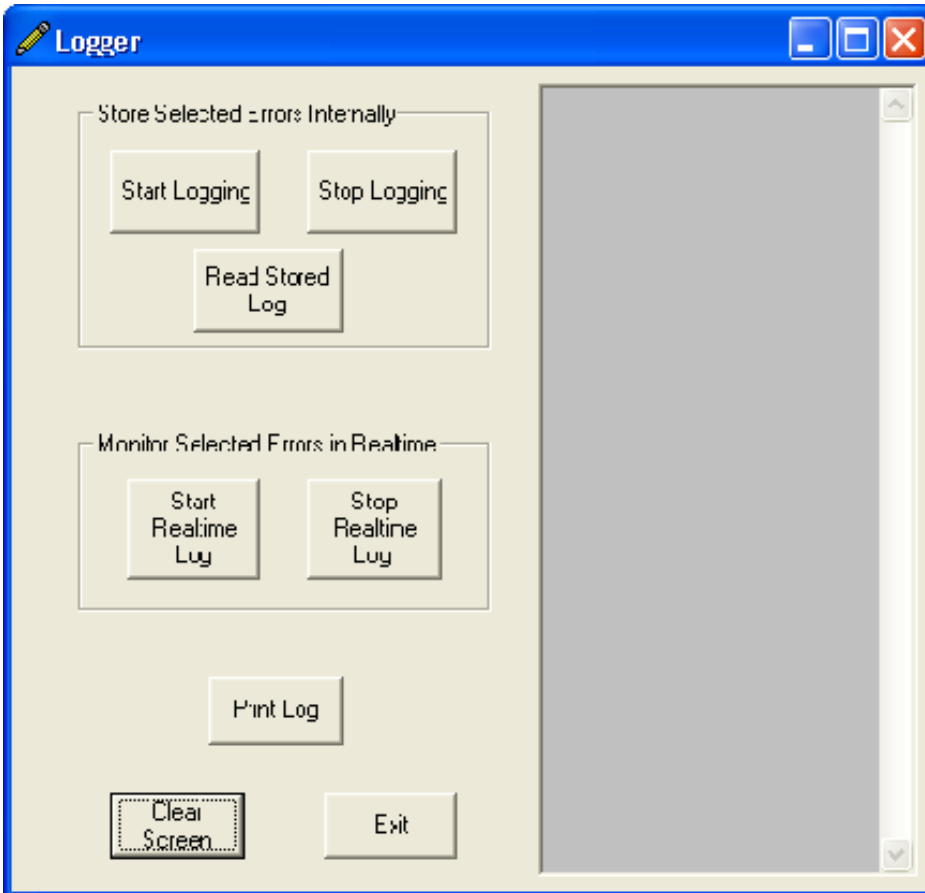 Logger
Store Selected Errors Internally
Start Logging
Stop Logging
Read Stored
Log
Monitor Selected Errors in Realtime
Start
Realtime
Log
Stop
Realtime
Log
Print Log
Clear
Screen
Exit